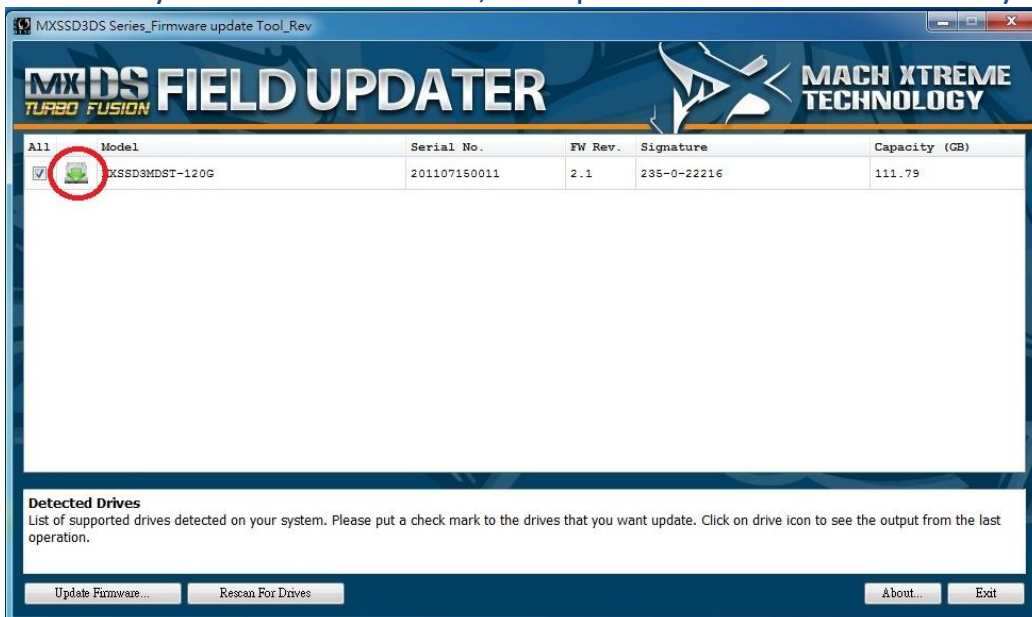 MXSSD3DS Series_Firmware update Tool_Rev
MX DS FIELD UPDATER
TURBO FUSION
MACH XTREME
TECHNOLOGY
All Model Serial No. FW Rev. Signature Capacity (GB)
XSSD3MDST-120G 201107150011 2.1 235-0-22216 111.79
Detected Drives
List of supported drives detected on your system. Please put a check mark to the drives that you want update. Click on drive icon to see the output from the last
operation.
Update Firmware... Rescan For Drives About... Exit